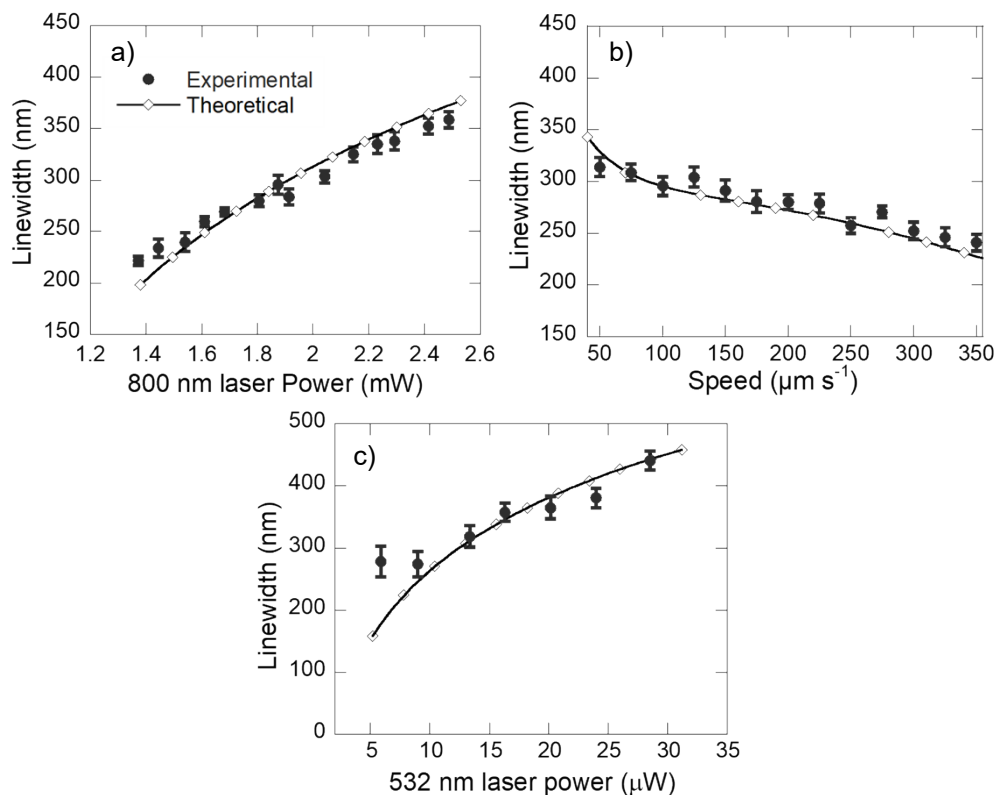 a)
Experimental
Theoretical
Linewidth (nm)
450
400
350
300
250
200
150
1.2 1.4 1.6 1.8 2 2.2 2.4 2.6
800 nm laser Power (mW)
b)
Linewidth (nm)
450
400
350
300
250
200
150
50 100 150 200 250 300 350
Speed (µm s⁻¹)
c)
Linewidth (nm)
500
400
300
200
100
0
5 10 15 20 25 30 35
532 nm laser power (μW)